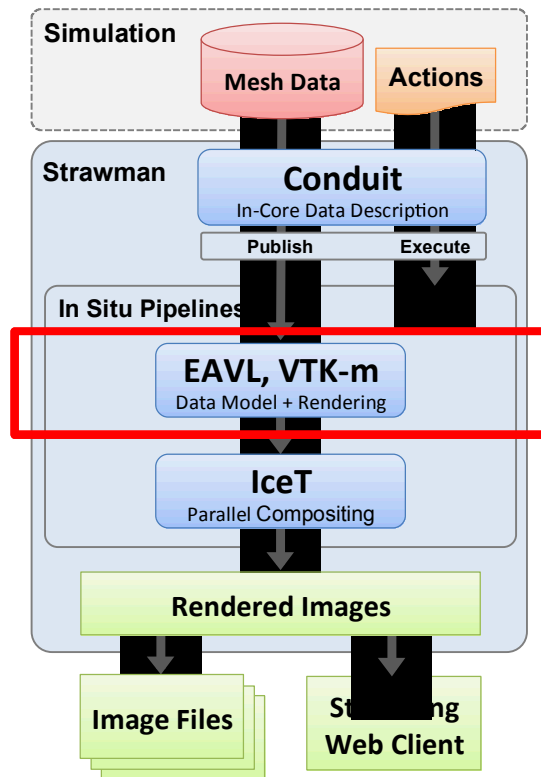 Simulation
Mesh Data
Actions
Strawman
Conduit
In-Core Data Description
Publish
Execute
In Situ Pipelines
EAVL, VTK-m
Data Model + Rendering
IceT
Parallel Compositing
Rendered Images
Image Files
Web Client